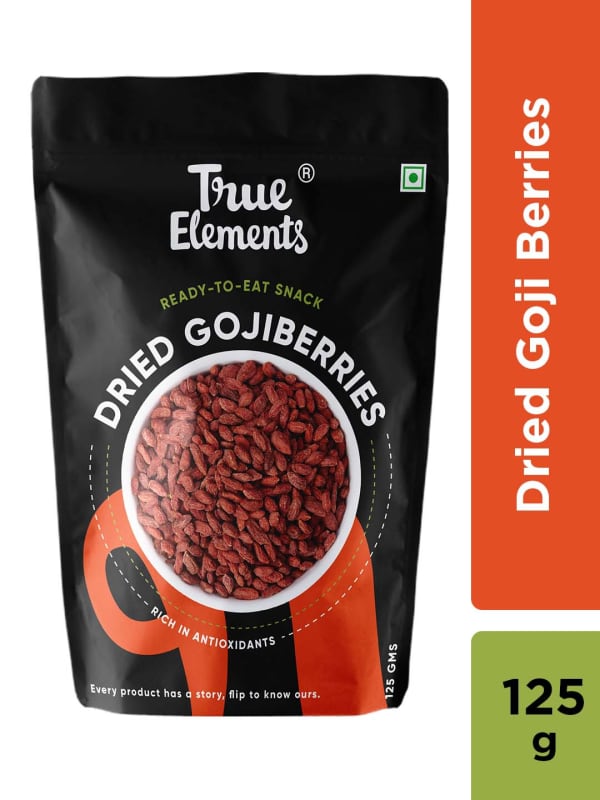 True ®
Elements
READY-TO-EAT SNACK
DRIED GOJIBERRIES
RICH IN ANTIOXIDANTS
Every product has a story, flip to know ours.
125 GMS
Dried Goji Berries
125
g